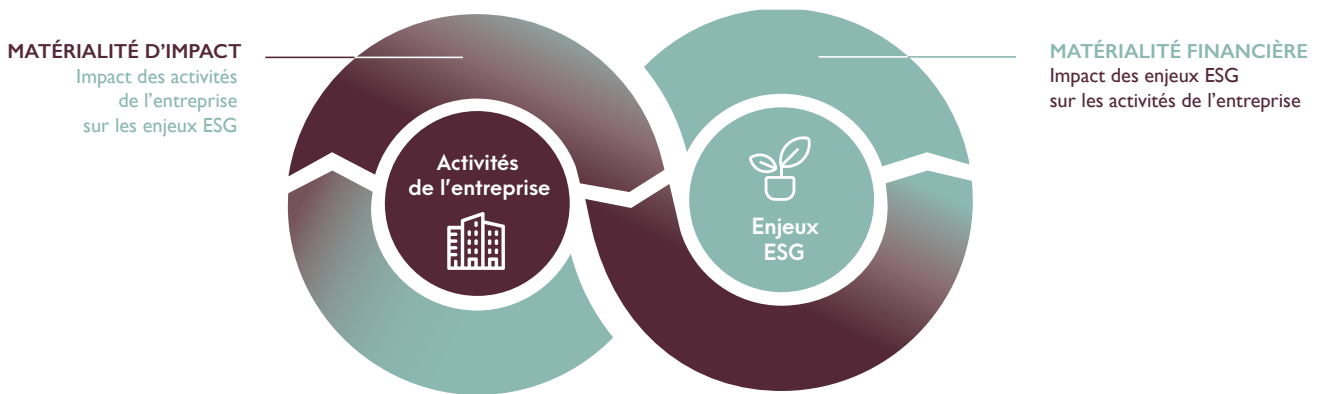 MATÉRIALITÉ D’IMPACT
Impact des activités
de l’entreprise
sur les enjeux ESG
Activités
de l’entreprise
Enjeux
ESG
MATÉRIALITÉ FINANCIÈRE
Impact des enjeux ESG
sur les activités de l’entreprise